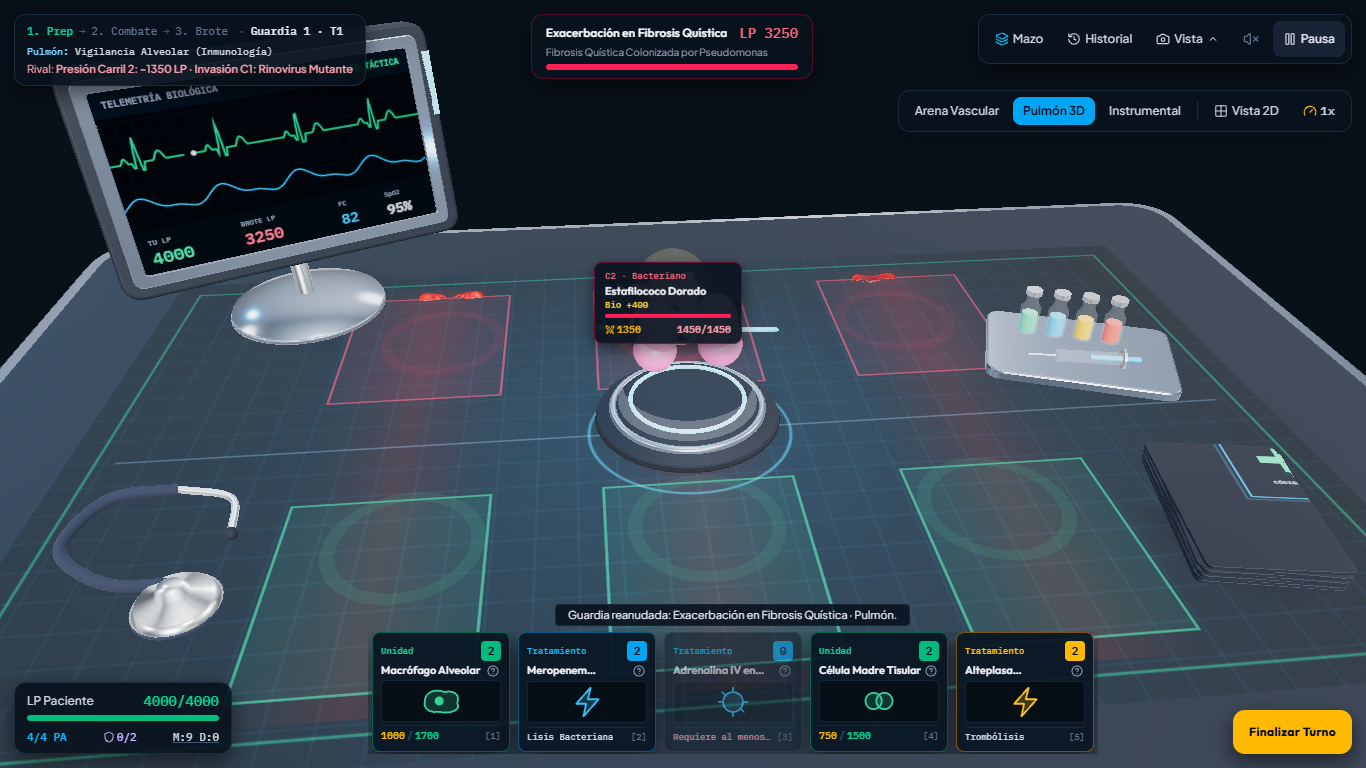 1. Prep → 2. Combate → 3. Brote · Guardia 1 - T1
Pulmón: Vigilancia Alveolar (Inmunología)
Rival: Presión Carril 2: -1350 LP · Invasión C1: Rinovirus Mutante
Exacerbación en Fibrosis Quística LP 3250
Fibrosis Quística Colonizada por Pseudomonas
Mazo
Historial
Vista
Pausa
Arena Vascular
Pulmón 3D
Instrumental
Vista 2D
1x
TELEMETRÍA BIOLÓGICA
TÁCTICA
TU LP
4000
BROTE LP
3250
FC
82
SpO2
95%
C2 · Bacteriano
Estafilococo Dorado
Bio +400
1350 1450/1450
Guardia reanudada: Exacerbación en Fibrosis Quística · Pulmón.
Unidad 2
Macrófago Alveolar
1000 / 1700 [1]
Tratamiento 2
Meropenem...
Lisis Bacteriana [2]
Tratamiento 0
Adrenalina IV en...
Requiere al menos... [3]
Unidad 2
Célula Madre Tisular
750 / 1500 [4]
Tratamiento 2
Alteplasa...
Trombólisis [5]
LP Paciente 4000/4000
4/4 PA 0/2 M:9 D:0
Finalizar Turno